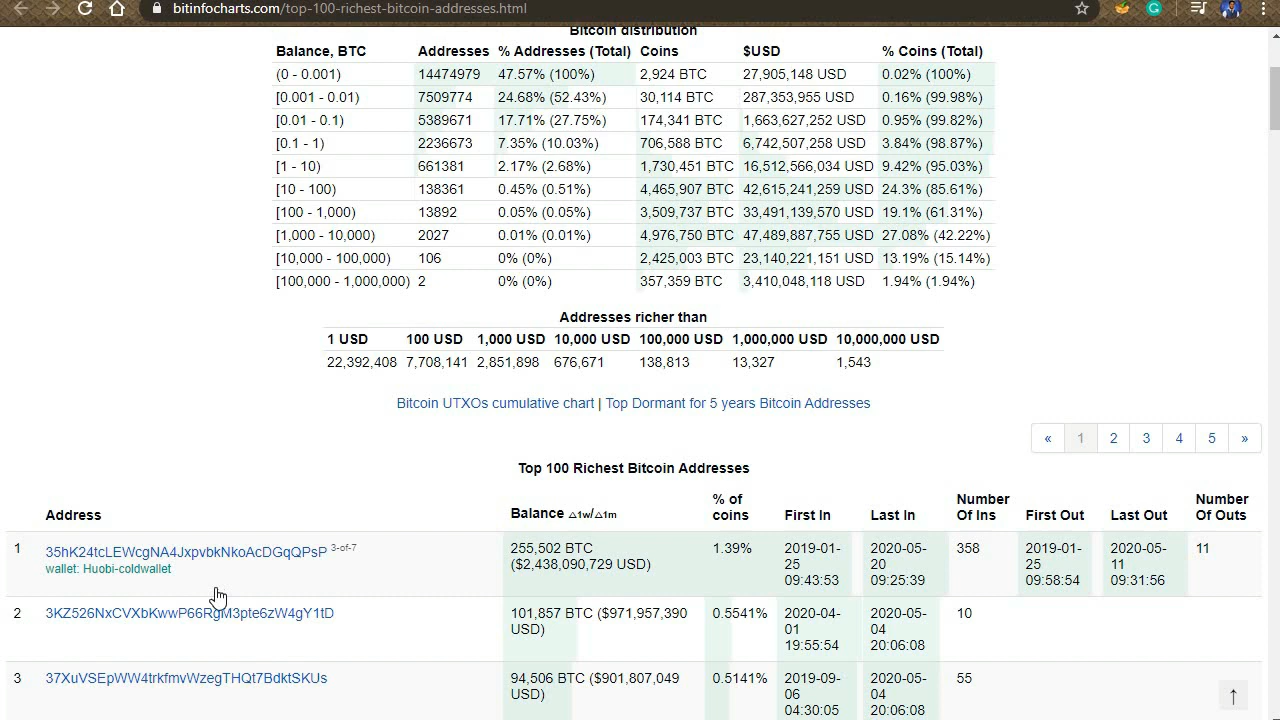 bitinfocharts.com/top-100-richest-bitcoin-addresses.html
Bitcoin distribution
Balance, BTC Addresses % Addresses (Total) Coins $USD % Coins (Total)
(0 - 0.001) 14474979 47.57% (100%) 2,924 BTC 27,905,148 USD 0.02% (100%)
[0.001 - 0.01) 7509774 24.68% (52.43%) 30,114 BTC 287,353,955 USD 0.16% (99.98%)
[0.01 - 0.1) 5389671 17.71% (27.75%) 174,341 BTC 1,663,627,252 USD 0.95% (99.82%)
[0.1 - 1) 2236673 7.35% (10.03%) 706,588 BTC 6,742,507,258 USD 3.84% (98.87%)
[1 - 10) 661381 2.17% (2.68%) 1,730,451 BTC 16,512,566,034 USD 9.42% (95.03%)
[10 - 100) 138361 0.45% (0.51%) 4,465,907 BTC 42,615,241,259 USD 24.3% (85.61%)
[100 - 1,000) 13892 0.05% (0.05%) 3,509,737 BTC 33,491,139,570 USD 19.1% (61.31%)
[1,000 - 10,000) 2027 0.01% (0.01%) 4,976,750 BTC 47,489,887,755 USD 27.08% (42.22%)
[10,000 - 100,000) 106 0% (0%) 2,425,003 BTC 23,140,221,151 USD 13.19% (15.14%)
[100,000 - 1,000,000) 2 0% (0%) 357,359 BTC 3,410,048,118 USD 1.94% (1.94%)
Addresses richer than
1 USD 100 USD 1,000 USD 10,000 USD 100,000 USD 1,000,000 USD 10,000,000 USD
22,392,408 7,708,141 2,851,898 676,671 138,813 13,327 1,543
Bitcoin UTXOs cumulative chart | Top Dormant for 5 years Bitcoin Addresses
« 1 2 3 4 5 »
Top 100 Richest Bitcoin Addresses
Address Balance △1w/△1m % of coins First In Last In Number Of Ins First Out Last Out Number Of Outs
1 35hK24tcLEWcgNA4JxpvbkNkoAcDGqQPsP 3-of-7 255,502 BTC 1.39% 2019-01- 2020-05- 358 2019-01- 2020-05- 11
wallet: Huobi-coldwallet ($2,438,090,729 USD) 25 20 25 11
09:43:53 09:25:39 09:58:54 09:31:56
2 3KZ526NxCVXbKwwP66RgM3pte6zW4gY1tD 101,857 BTC ($971,957,390 0.5541% 2020-04- 2020-05- 10
USD) 01 04
19:55:54 20:06:08
3 37XuVSEpWW4trkfmvWzegTHQt7BdktSKUs 94,506 BTC ($901,807,049 0.5141% 2019-09- 2020-05- 55
USD) 06 04
04:30:05 20:06:08
↑